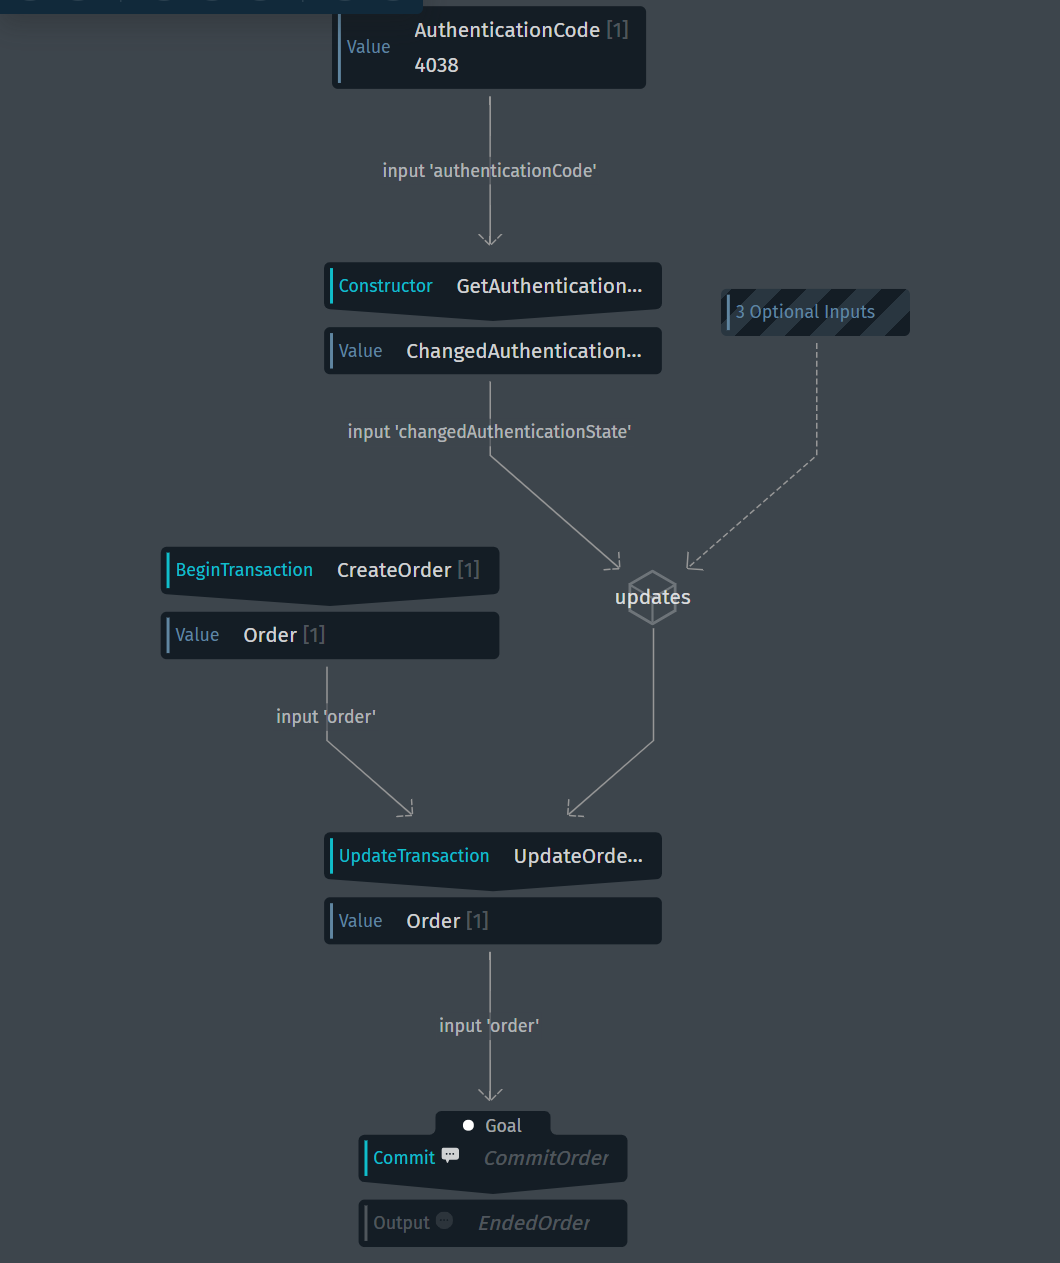 AuthenticationCode [1]
Value
4038
input 'authenticationCode'
Constructor GetAuthentication...
3 Optional Inputs
Value ChangedAuthentication...
input 'changedAuthenticationState'
BeginTransaction CreateOrder [1]
updates
Value Order [1]
input 'order'
UpdateTransaction UpdateOrde...
Value Order [1]
input 'order'
Goal
Commit CommitOrder
Output EndedOrder